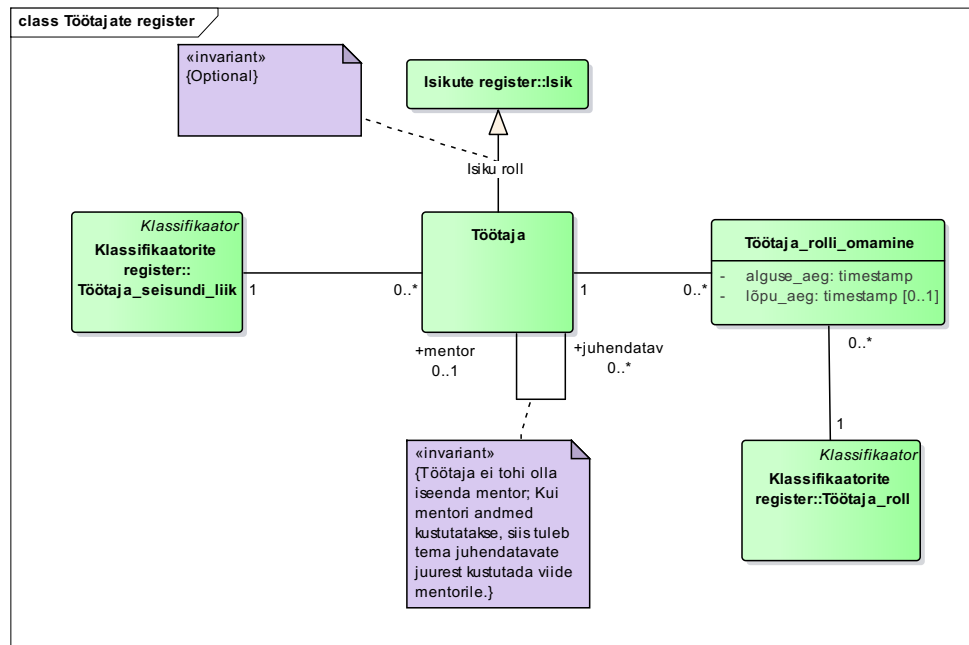 class Töötajate register
«invariant»
{Optional}
Isikute register::Isik
Isiku roll
Klassifikaator
Klassifikaatorite
register::
Töötaja_seisundi_liik
1
0..*
Töötaja
1
0..*
Töötaja_rolli_omamine
- alguse_aeg: timestamp
- lõpu_aeg: timestamp [0..1]
+mentor
0..1
+juhendatav
0..*
0..*
1
«invariant»
{Töötaja ei tohi olla
iseenda mentor; Kui
mentori andmed
kustutatakse, siis tuleb
tema juhendatavate
juurest kustutada viide
mentorile.}
Klassifikaator
Klassifikaatorite
register::Töötaja_roll